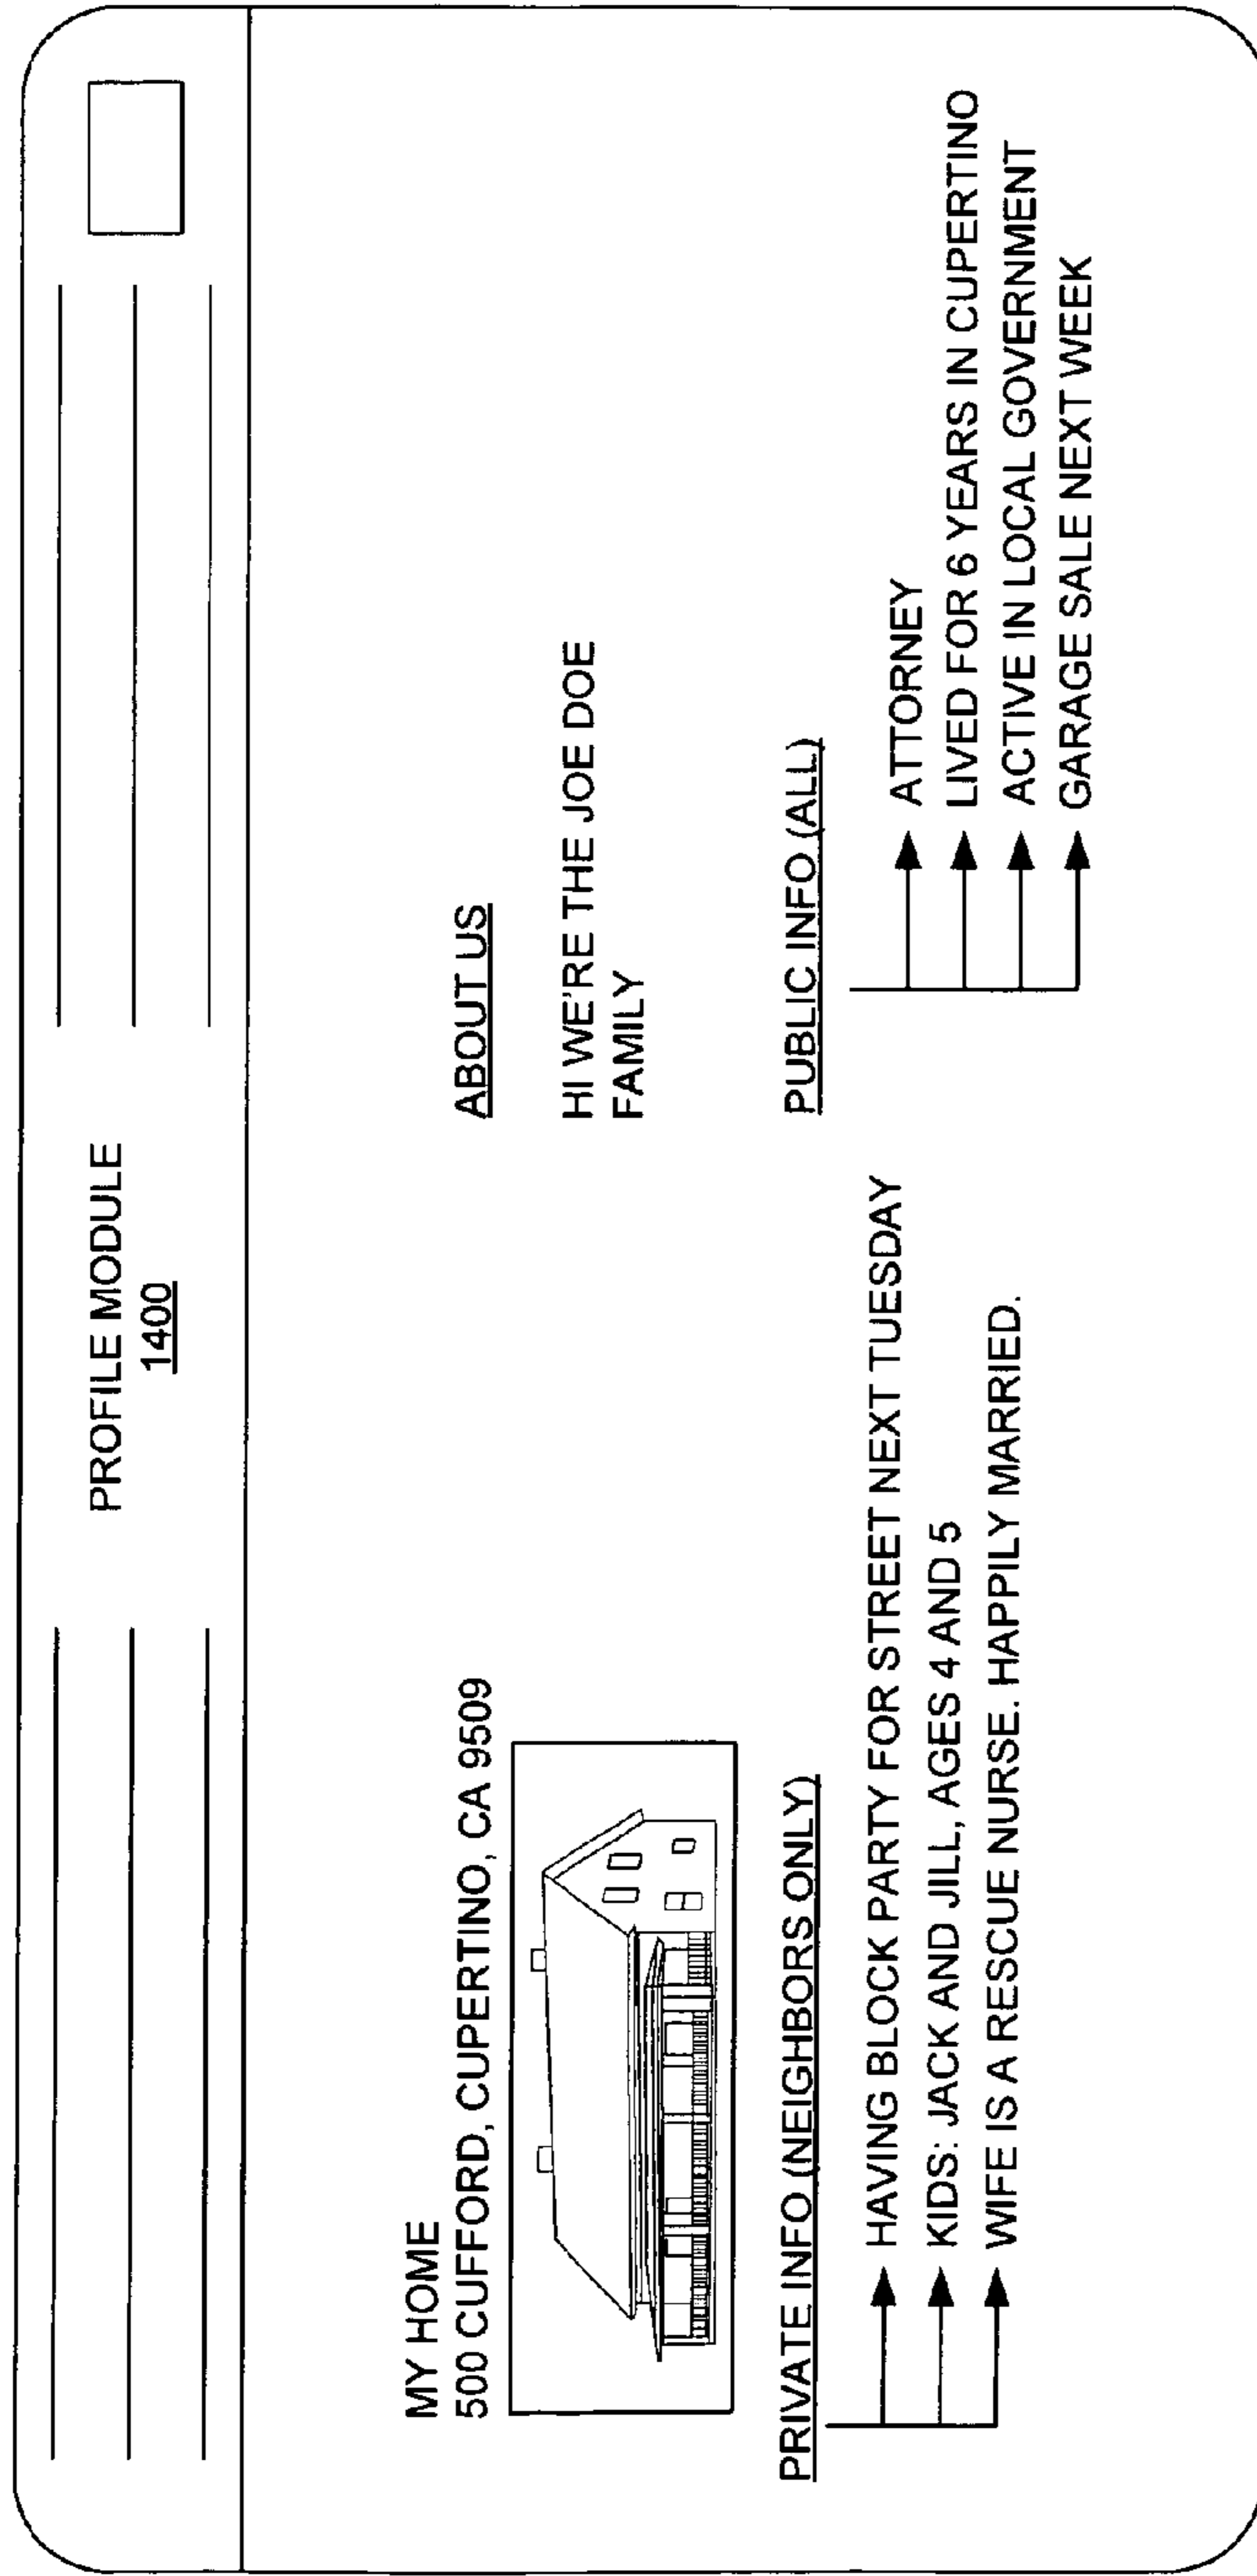 PROFILE MODULE
1400
MY HOME
500 CUFFORD, CUPERTINO, CA 9509
ABOUT US
HI WE'RE THE JOE DOE
FAMILY
PRIVATE INFO (NEIGHBORS ONLY)
HAVING BLOCK PARTY FOR STREET NEXT TUESDAY
KIDS: JACK AND JILL, AGES 4 AND 5
WIFE IS A RESCUE NURSE. HAPPILY MARRIED.
PUBLIC INFO (ALL)
ATTORNEY
LIVED FOR 6 YEARS IN CUPERTINO
ACTIVE IN LOCAL GOVERNMENT
GARAGE SALE NEXT WEEK